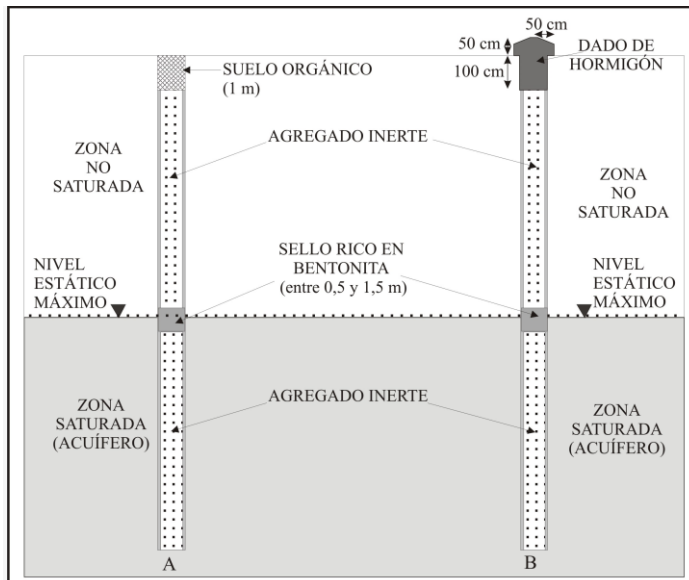 50 cm
50 cm
100 cm
DADO DE
HORMIGÓN
SUELO ORGÁNICO
(1 m)
ZONA
NO
SATURADA
AGREGADO INERTE
ZONA
NO
SATURADA
NIVEL
ESTÁTICO
MÁXIMO
SELLO RICO EN
BENTONITA
(entre 0,5 y 1,5 m)
NIVEL
ESTÁTICO
MÁXIMO
ZONA
SATURADA
(ACUÍFERO)
AGREGADO INERTE
ZONA
SATURADA
(ACUÍFERO)
A
B